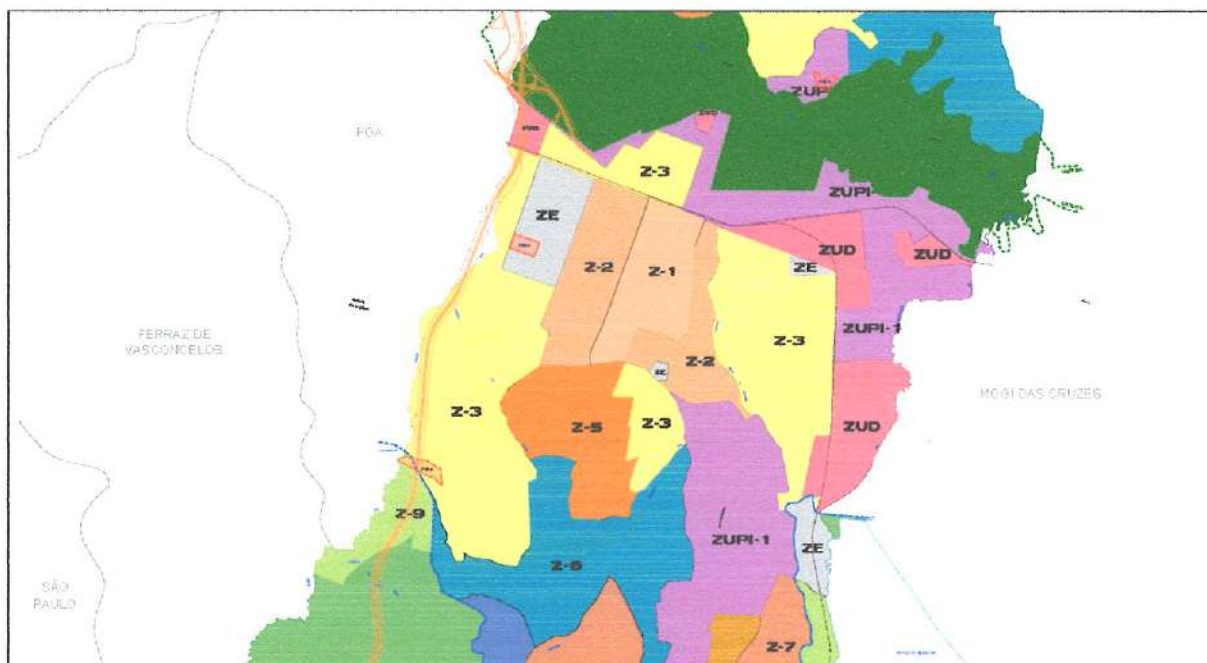 ZUPI
POA
Z-3
ZUPI-
ZE
ZUD
ZUD
Z-2
Z-1
ZE
FERRAZ DE
VASCONCELOS
ZUPI-1
Z-3
Z-2
ZE
MOGI DAS CRUZES
Z-3
Z-5
Z-3
ZUD
Z-9
ZUPI-1
ZE
Z-6
SÃO
PAULO
Z-7